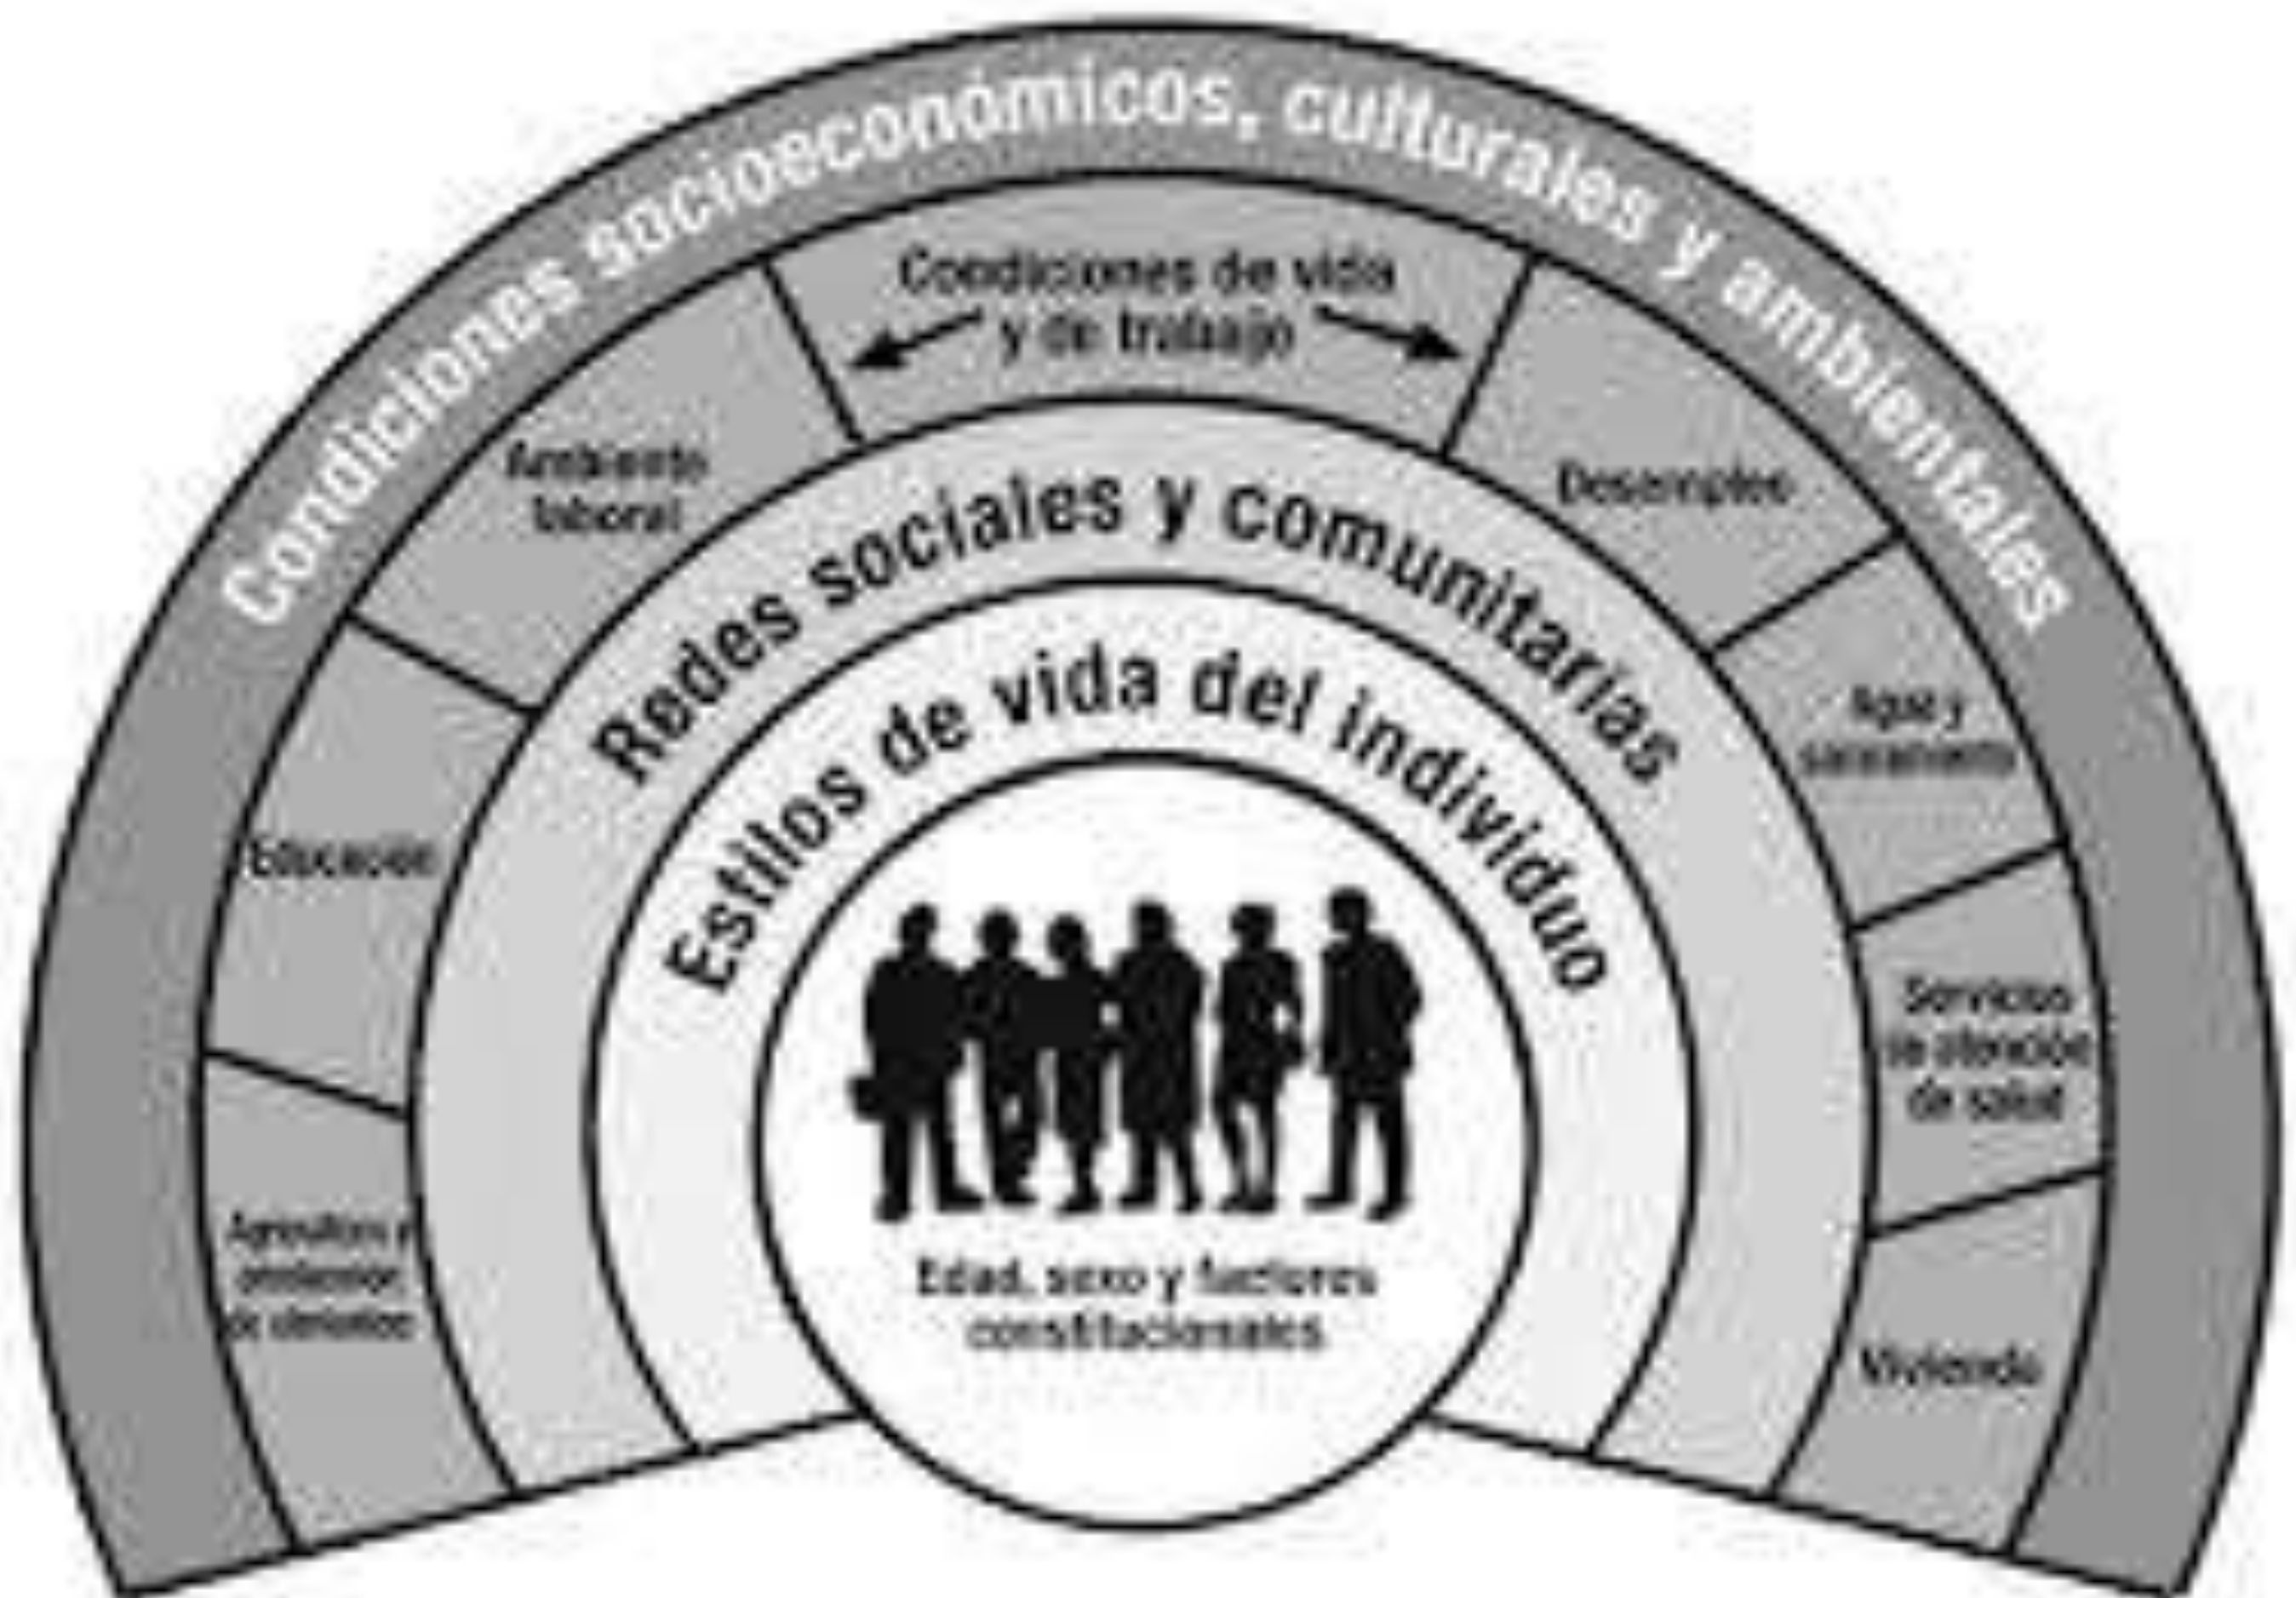 Condiciones socioeconómicos, culturales y ambientales
Condiciones de vida
y de trabajo
Ambiente
laboral
Desempleo
Redes sociales y comunitarias
Agua y
saneamiento
Estilos de vida del individuo
Educación
Servicios
de atención
de salud
Agricultura y
producción
de alimentos
Edad, sexo y factores
constitucionales
Vivienda